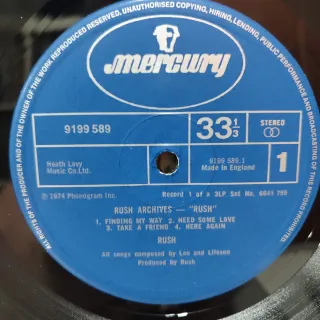 ALL RIGHTS OF THE MANUFACTURER AND OF THE OWNER OF THE WORK REPRODUCED RESERVED. UNAUTHORISED COPYING, HIRING, LENDING, PUBLIC PERFORMANCE AND BROADCASTING OF THIS RECORD PROHIBITED.
mercury
9199 589
33 1/3
STEREO
Heath Levy
Music Co. Ltd.
9199 589.1
Made in England
1
℗ 1974 Phonogram Inc.
Record 1 of a 3LP Set No. 6641 799
RUSH ARCHIVES — "RUSH"
1. FINDING MY WAY 2. NEED SOME LOVE
3. TAKE A FRIEND 4. HERE AGAIN
RUSH
All songs composed by Lee and Lifeson
Produced by Rush